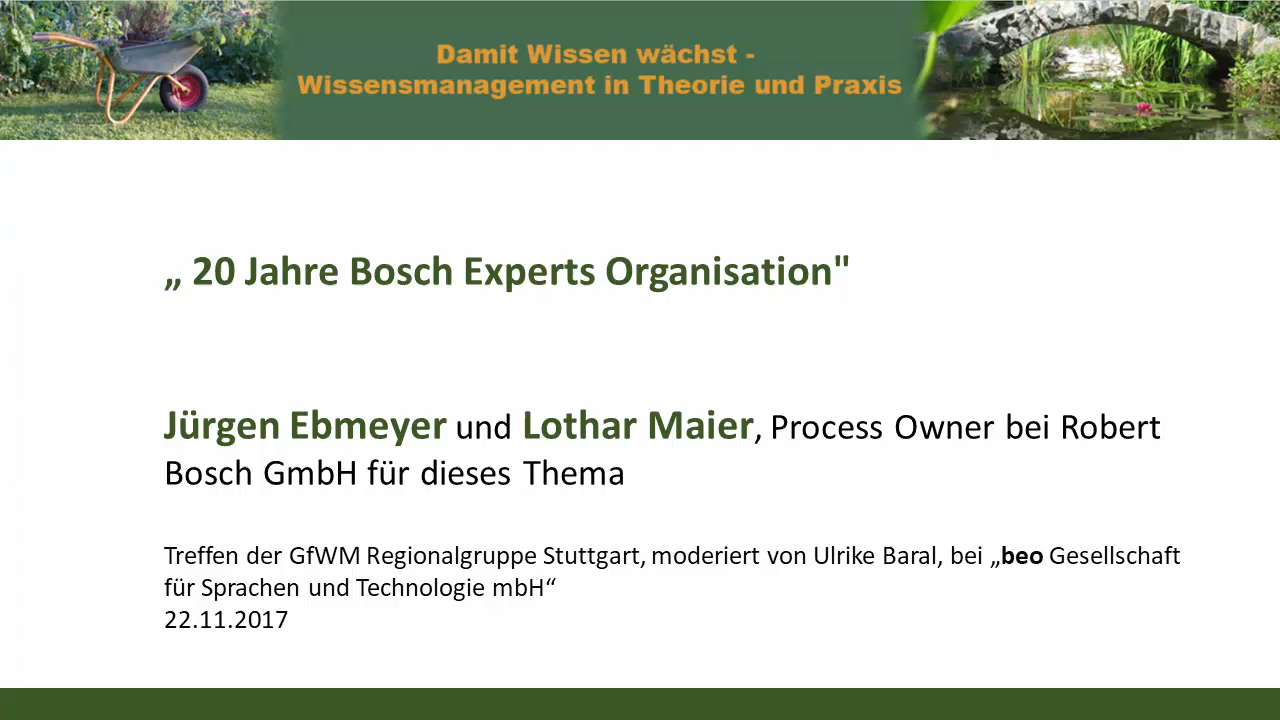 Damit Wissen wächst -
Wissensmanagement in Theorie und Praxis
„ 20 Jahre Bosch Experts Organisation"
Jürgen Ebmeyer und Lothar Maier, Process Owner bei Robert
Bosch GmbH für dieses Thema
Treffen der GfWM Regionalgruppe Stuttgart, moderiert von Ulrike Baral, bei „beo Gesellschaft
für Sprachen und Technologie mbH“
22.11.2017